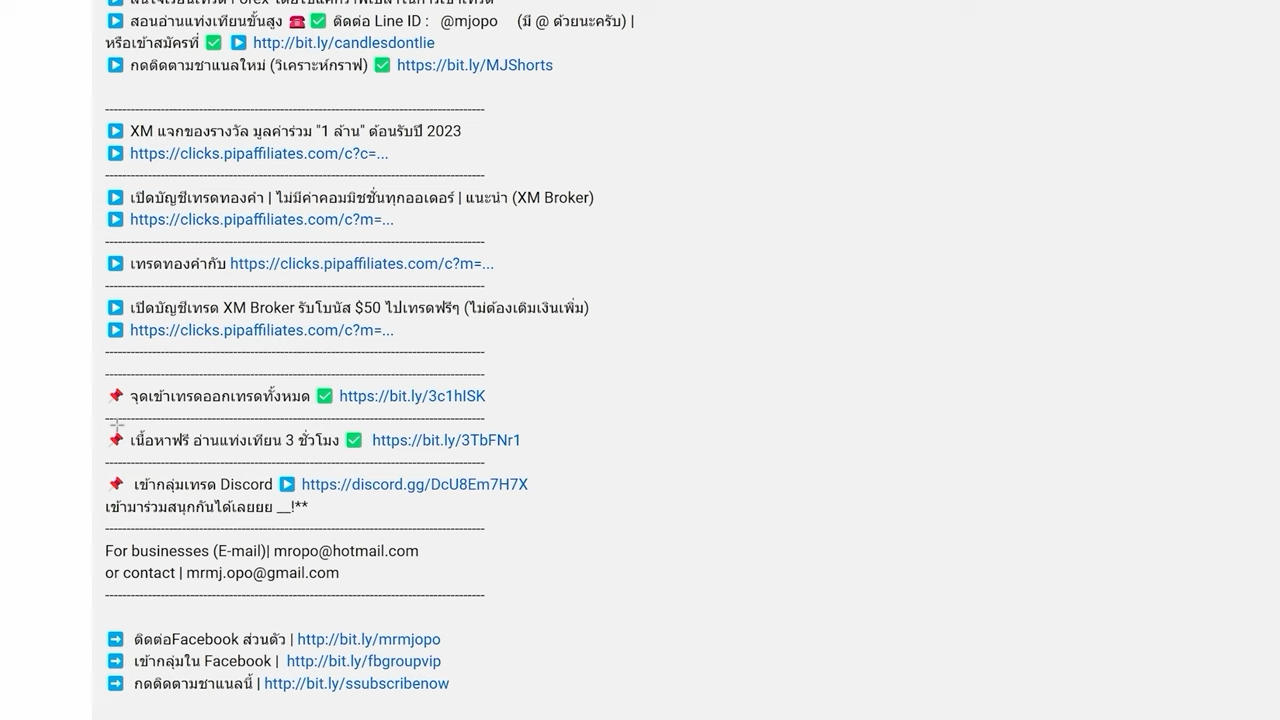 ▶ สอนอ่านแท่งเทียนขั้นสูง ☎✅ ติดต่อ Line ID : @mjopo (มี @ ด้วยนะครับ) |
หรือเข้าสมัครที่ ✅ ▶ http://bit.ly/candlesdontlie
▶ กดติดตามชาแนลใหม่ (วิเคราะห์กราฟ) ✅ https://bit.ly/MJShorts
--------------------------------------------------------------------------------------
▶ XM แจกของรางวัล มูลค่าร่วม "1 ล้าน" ต้อนรับปี 2023
▶ https://clicks.pipaffiliates.com/c?c=...
--------------------------------------------------------------------------------------
▶ เปิดบัญชีเทรดทองคำ | ไม่มีค่าคอมมิชชั่นทุกออเดอร์ | แนะนำ (XM Broker)
▶ https://clicks.pipaffiliates.com/c?m=...
--------------------------------------------------------------------------------------
▶ เทรดทองคำกับ https://clicks.pipaffiliates.com/c?m=...
--------------------------------------------------------------------------------------
▶ เปิดบัญชีเทรด XM Broker รับโบนัส $50 ไปเทรดฟรีๆ (ไม่ต้องเติมเงินเพิ่ม)
▶ https://clicks.pipaffiliates.com/c?m=...
--------------------------------------------------------------------------------------
--------------------------------------------------------------------------------------
📌 จุดเข้าเทรดออกเทรดทั้งหมด ✅ https://bit.ly/3c1hISK
--------------------------------------------------------------------------------------
📌 เนื้อหาฟรี อ่านแท่งเทียน 3 ชั่วโมง ✅ https://bit.ly/3TbFNr1
--------------------------------------------------------------------------------------
📌 เข้ากลุ่มเทรด Discord ▶ https://discord.gg/DcU8Em7H7X
เข้ามาร่วมสนุกกันได้เลยยย __!**
--------------------------------------------------------------------------------------
For businesses (E-mail)| mropo@hotmail.com
or contact | mrmj.opo@gmail.com
--------------------------------------------------------------------------------------
➡ ติดต่อFacebook ส่วนตัว | http://bit.ly/mrmjopo
➡ เข้ากลุ่มใน Facebook | http://bit.ly/fbgroupvip
➡ กดติดตามชาแนลนี้ | http://bit.ly/ssubscribenow